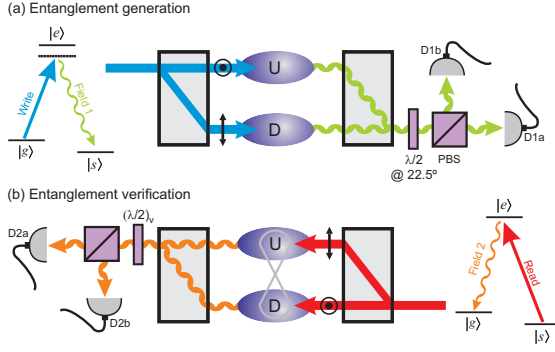 (a) Entanglement generation
|e⟩
Write
Field 1
|g⟩
|s⟩
U
D
D1b
D1a
λ/2
@ 22.5º
PBS
(b) Entanglement verification
D2a
(λ/2)ᵥ
D2b
U
D
|e⟩
Field 2
Read
|g⟩
|s⟩